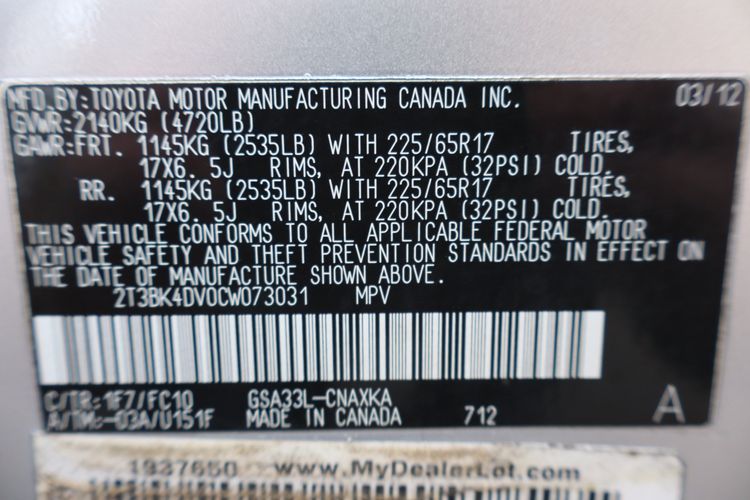 MFD.BY:TOYOTA MOTOR MANUFACTURING CANADA INC. 03/12
GVWR:2140KG (4720LB)
GAWR:FRT. 1145KG (2535LB) WITH 225/65R17 TIRES,
17X6. 5J RIMS, AT 220KPA (32PSI) COLD.
RR. 1145KG (2535LB) WITH 225/65R17 TIRES,
17X6. 5J RIMS, AT 220KPA (32PSI) COLD.
THIS VEHICLE CONFORMS TO ALL APPLICABLE FEDERAL MOTOR
VEHICLE SAFETY AND THEFT PREVENTION STANDARDS IN EFFECT ON
THE DATE OF MANUFACTURE SHOWN ABOVE.
2T3BK4DV0CW073031 MPV
C/TR:1F7/FC10 GSA33L-CNAXKA
A/TM:-03A/U151F MADE IN CANADA 712 A
1937650 www.MyDealerLot.com